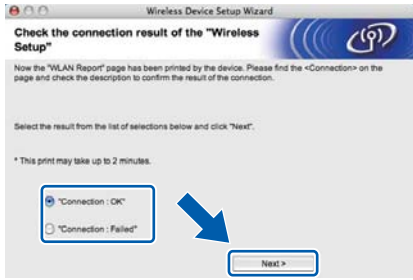 Wireless Device Setup Wizard
Check the connection result of the "Wireless
Setup"
Now the "WLAN Report" page has been printed by the device. Please find the <Connection> on the
page and check the description to confirm the result of the connection.
Select the result from the list of selections below and click "Next".
* This print may take up to 2 minutes.
"Connection : OK"
"Connection : Failed"
Next >